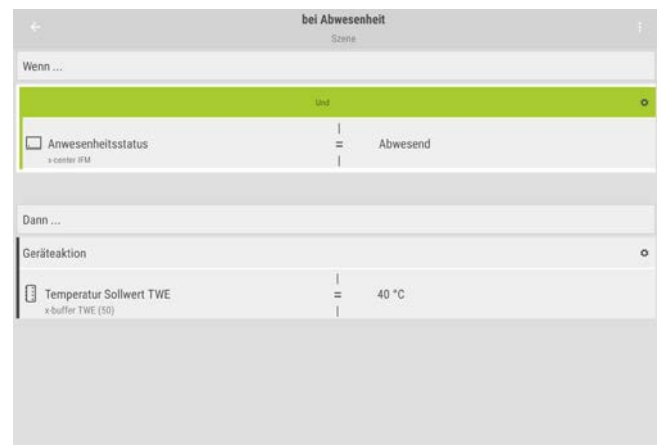 bei Abwesenheit
Szene
Wenn ...
Und
Anwesenheitsstatus = Abwesend
x-center IFM
Dann ...
Geräteaktion
Temperatur Sollwert TWE = 40 °C
x-buffer TWE (50)